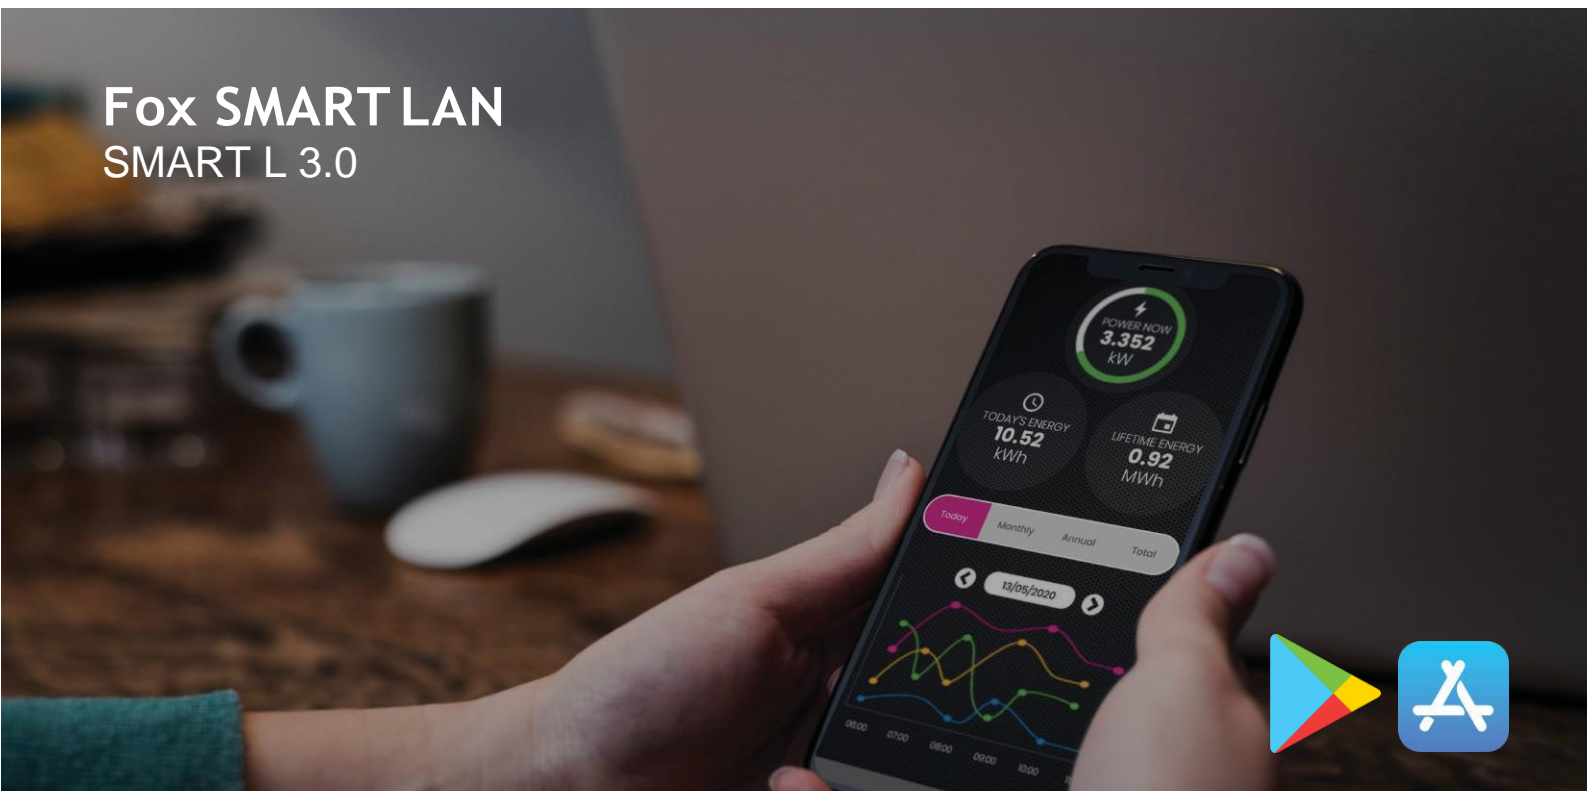 Fox SMART LAN
SMART L 3.0
POWER NOW
3.352
kW
TODAY'S ENERGY
10.52
kWh
LIFETIME ENERGY
0.92
MWh
Today Monthly Annual Total
13/05/2020
06:00 07:00 08:00 09:00 10:00